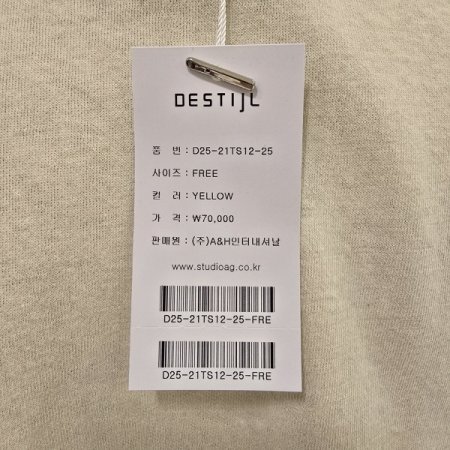 DESTIJL
품 번 : D25-21TS12-25
사이즈 : FREE
컬 러 : YELLOW
가 격 : ₩70,000
판매원 : (주)A&H인터내셔날
www.studioag.co.kr
D25-21TS12-25-FRE
D25-21TS12-25-FRE